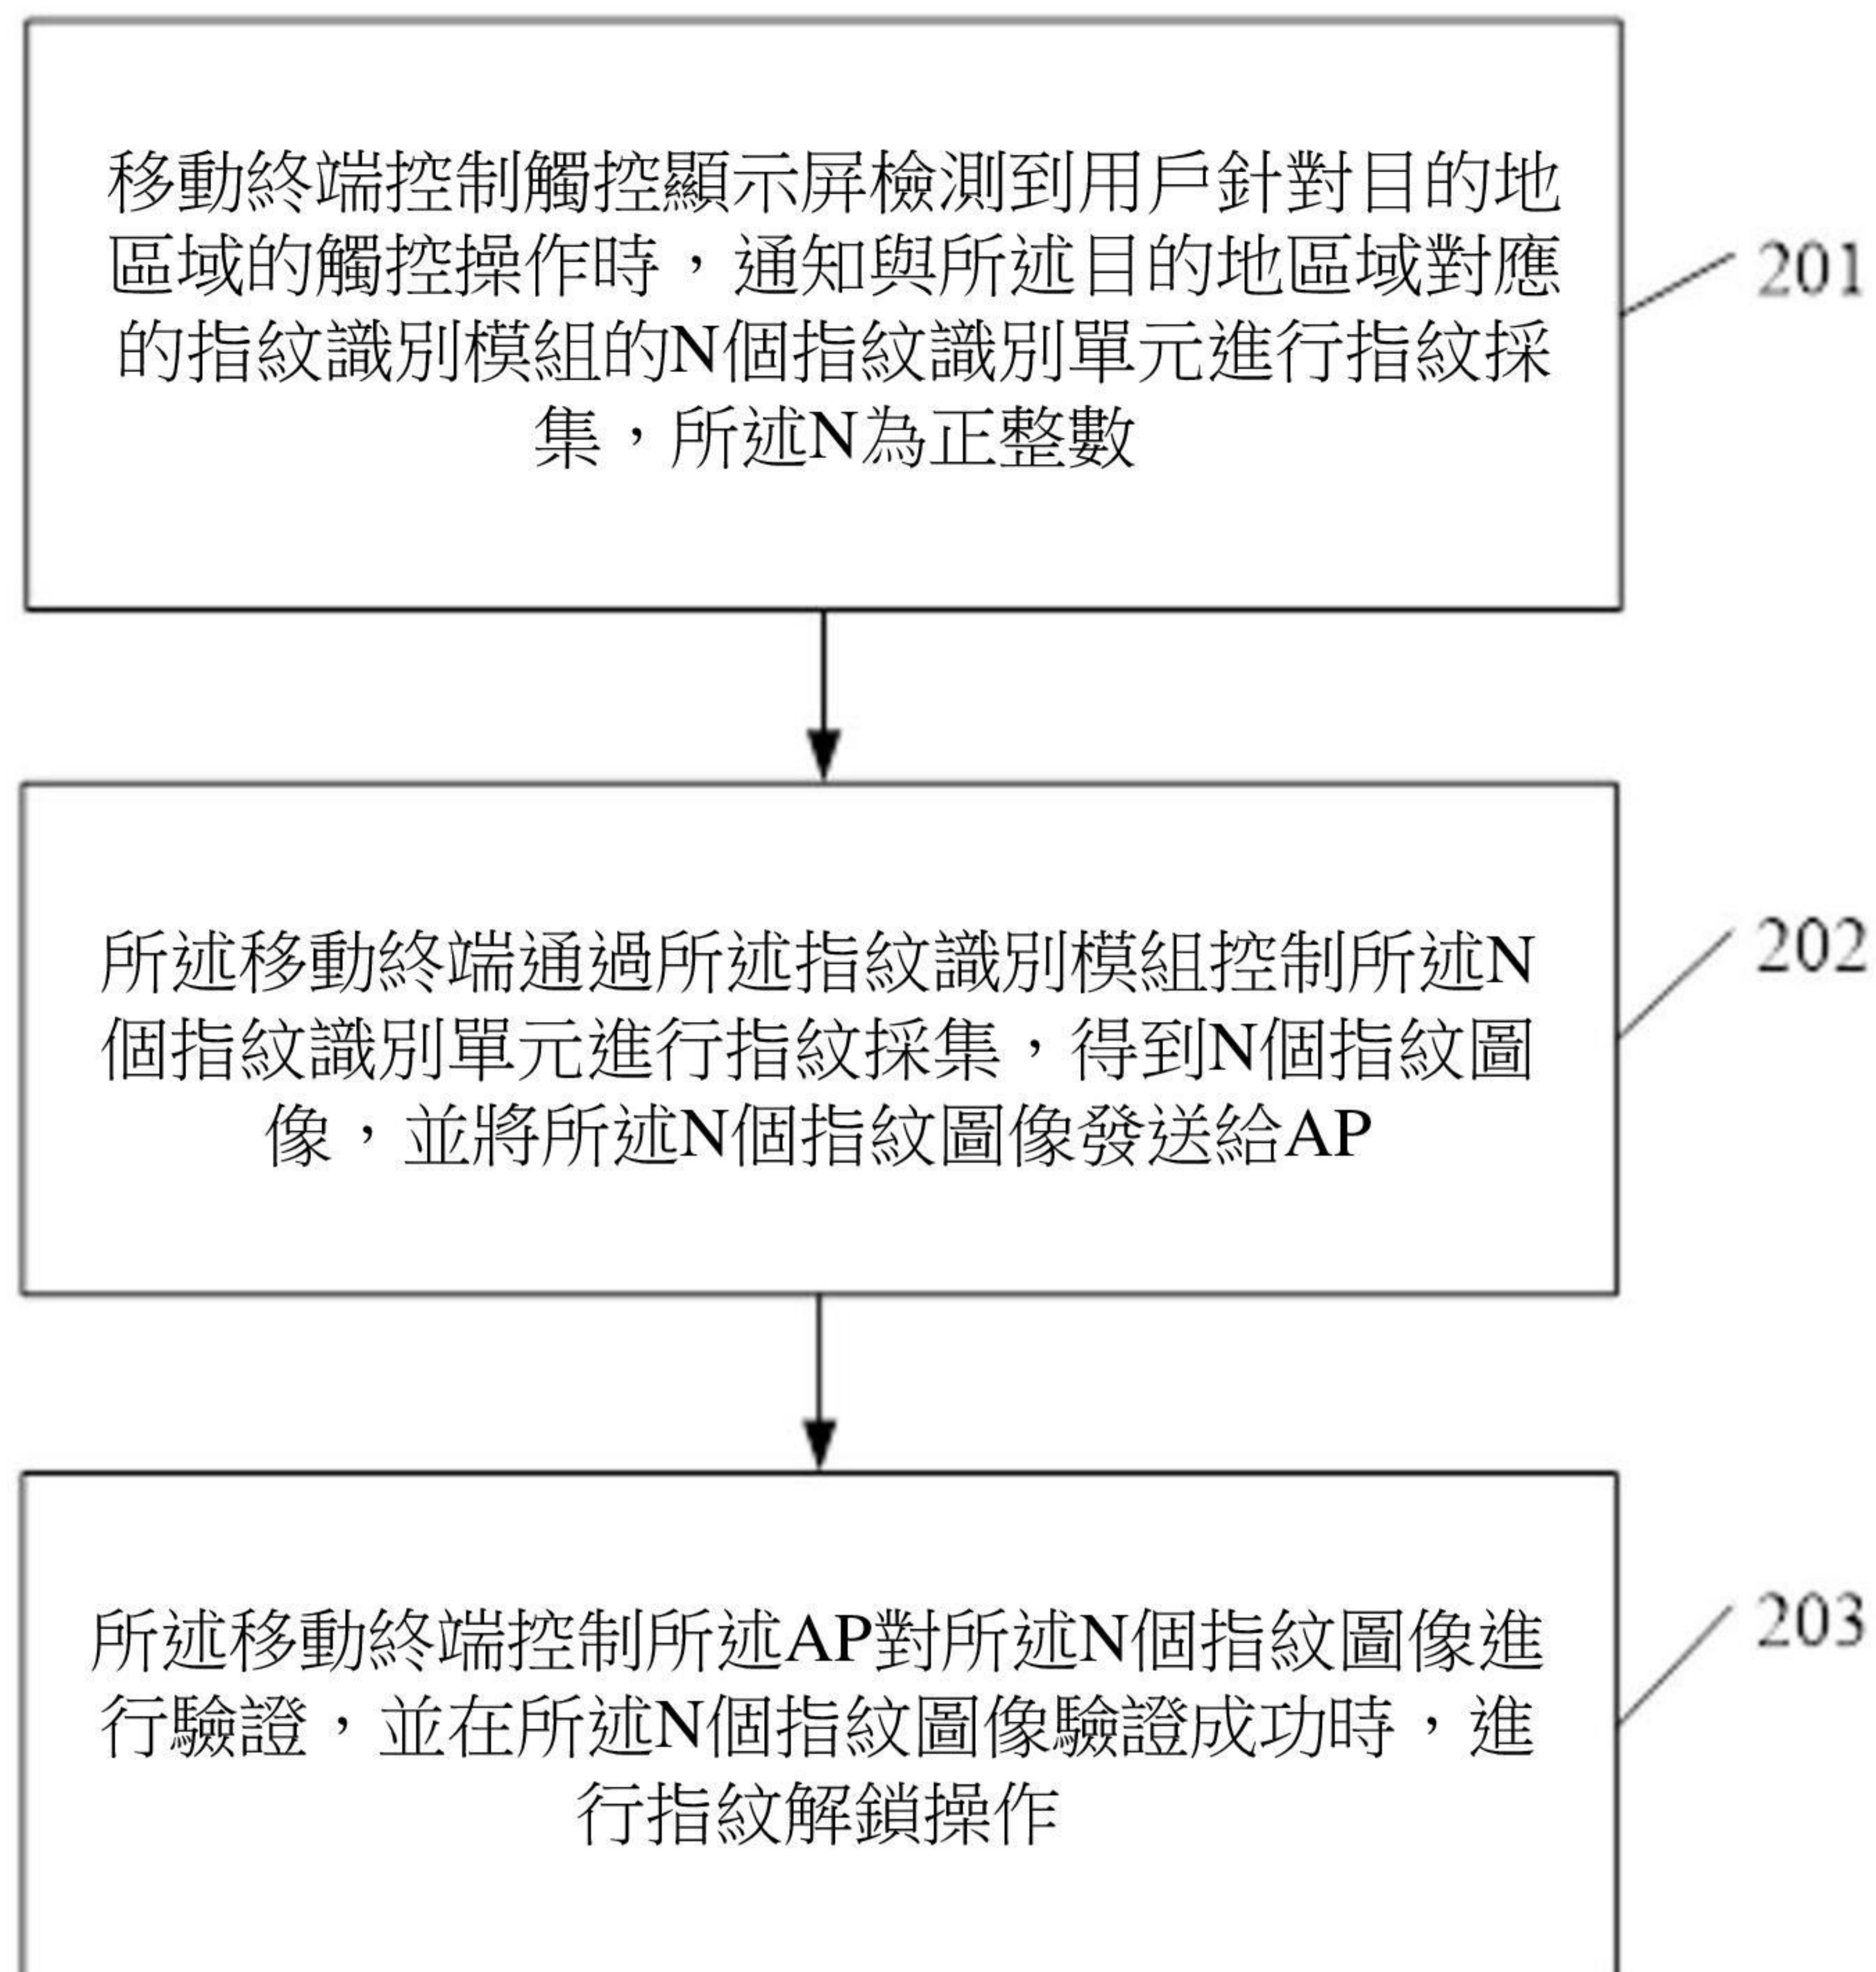 移動終端控制觸控顯示屏檢測到用戶針對目的地
區域的觸控操作時，通知與所述目的地區域對應
的指紋識別模組的N個指紋識別單元進行指紋採
集，所述N為正整數
201
所述移動終端通過所述指紋識別模組控制所述N
個指紋識別單元進行指紋採集，得到N個指紋圖
像，並將所述N個指紋圖像發送給AP
202
所述移動終端控制所述AP對所述N個指紋圖像進
行驗證，並在所述N個指紋圖像驗證成功時，進
行指紋解鎖操作
203